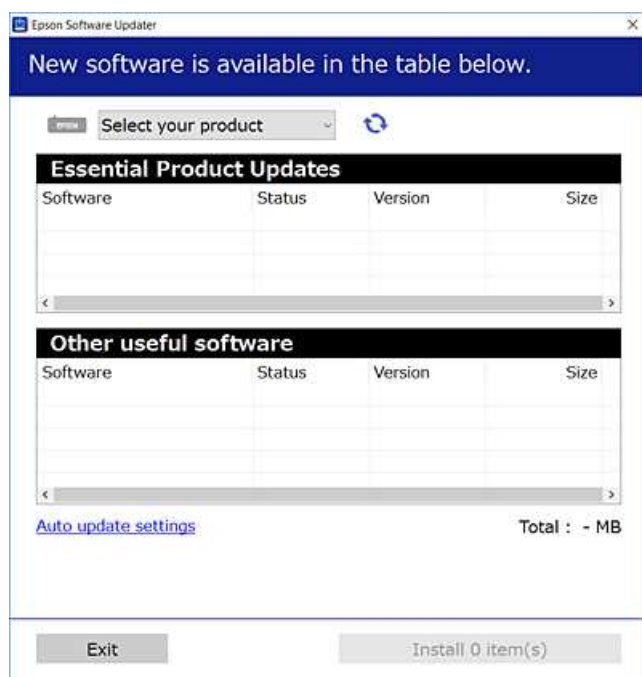 Epson Software Updater
New software is available in the table below.
EPSON Select your product
Essential Product Updates
Software Status Version Size
Other useful software
Software Status Version Size
Auto update settings Total : - MB
Exit Install 0 item(s)